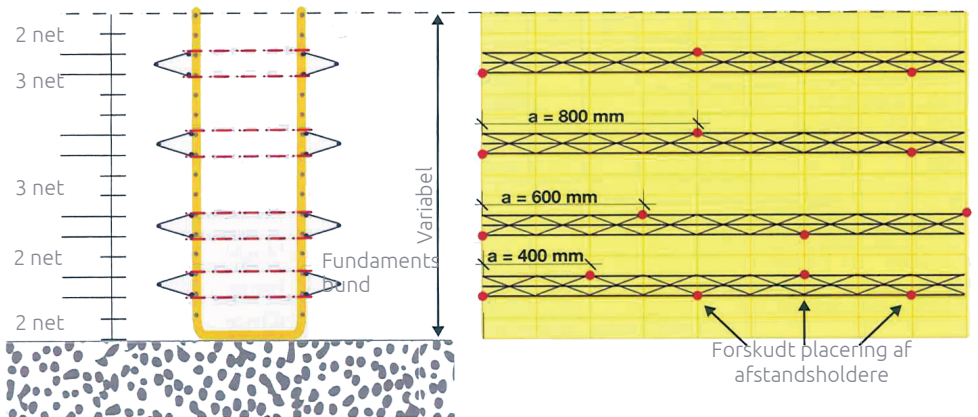 2 net
3 net
3 net
2 net
2 net
Variabel
Fundaments
bund
a = 800 mm
a = 600 mm
a = 400 mm
Forskudt placering af
afstandsholdere